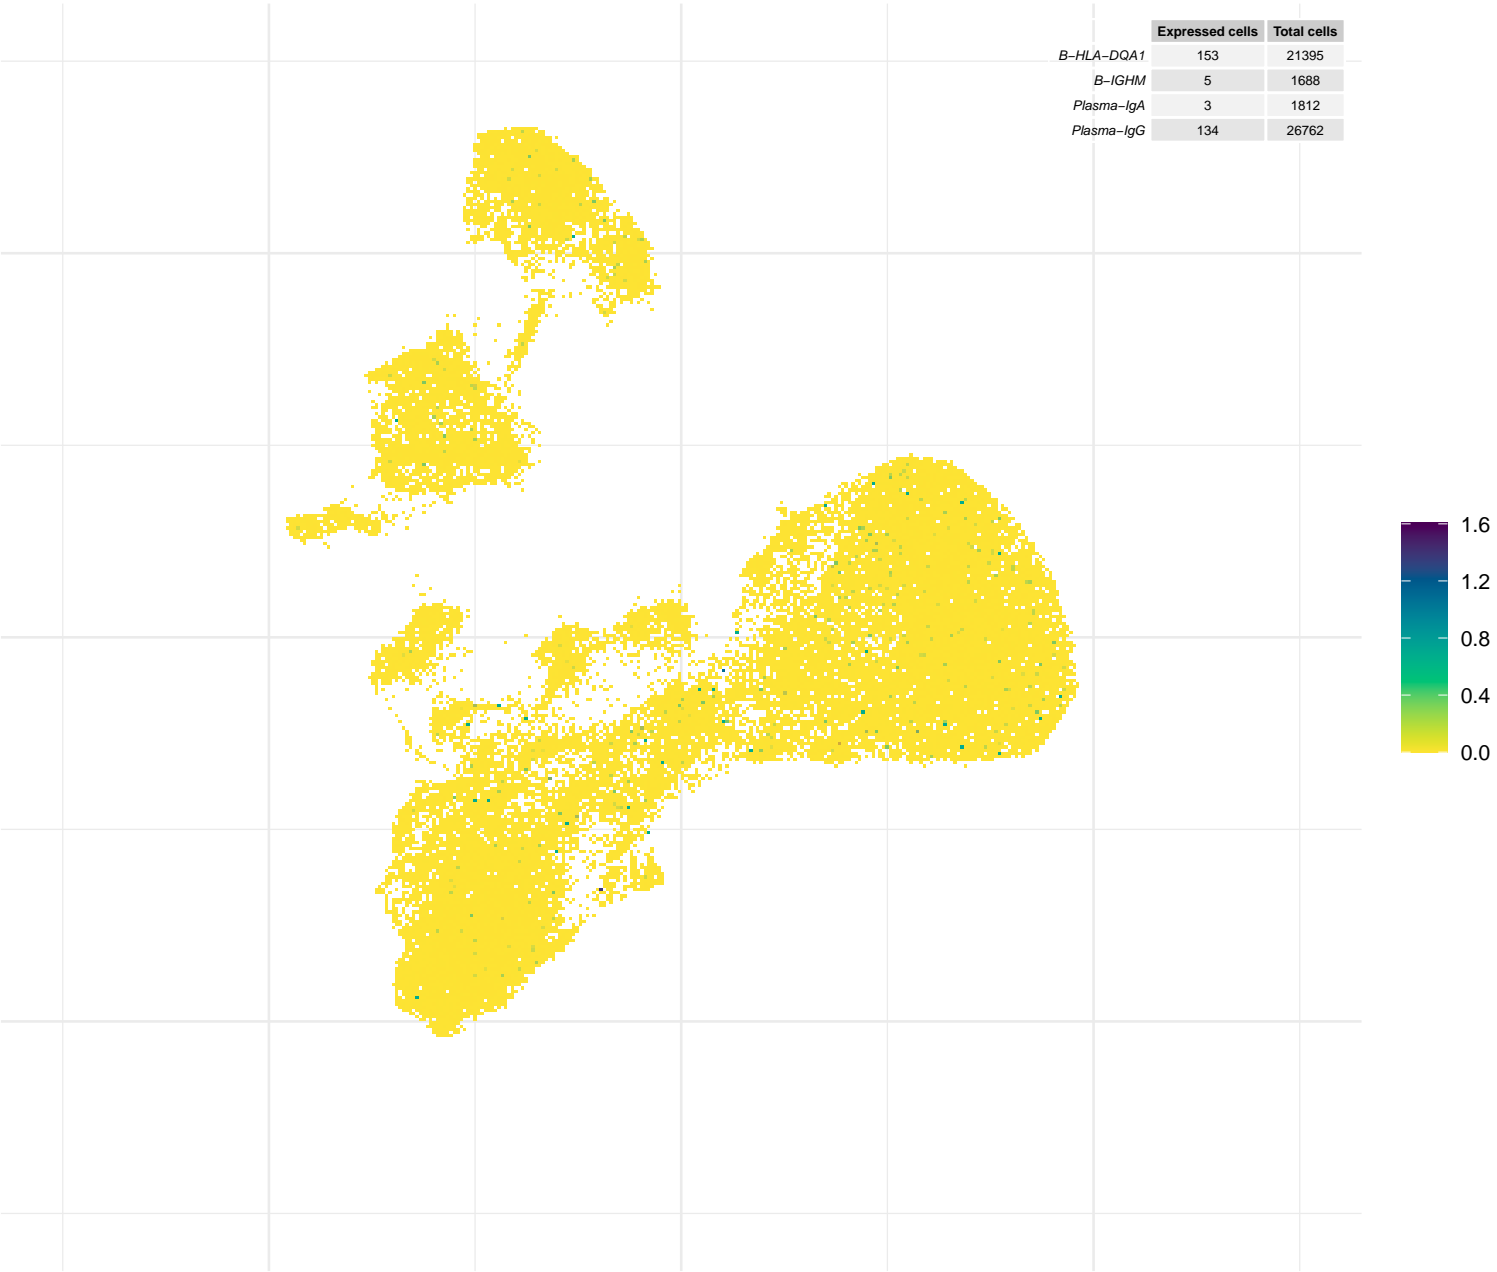 Expressed cells Total cells
B−HLA−DQA1 153 21395
B−IGHM 5 1688
Plasma−IgA 3 1812
Plasma−IgG 134 26762
1.6
1.2
0.8
0.4
0.0